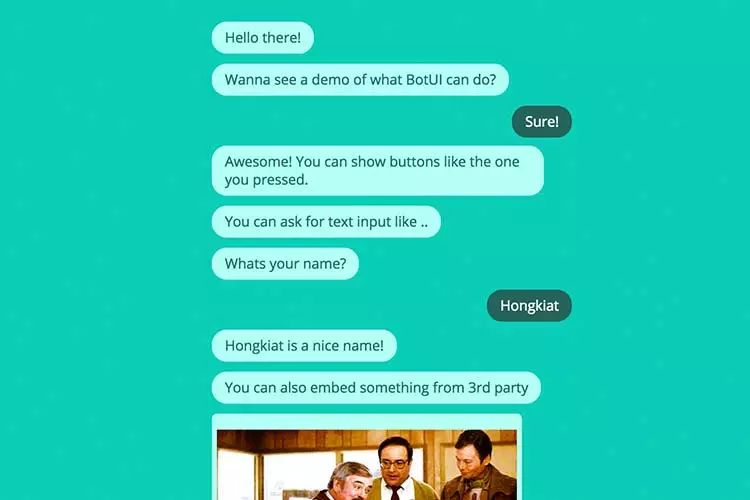 Hello there!
Wanna see a demo of what BotUI can do?
Sure!
Awesome! You can show buttons like the one
you pressed.
You can ask for text input like ..
Whats your name?
Hongkiat
Hongkiat is a nice name!
You can also embed something from 3rd party